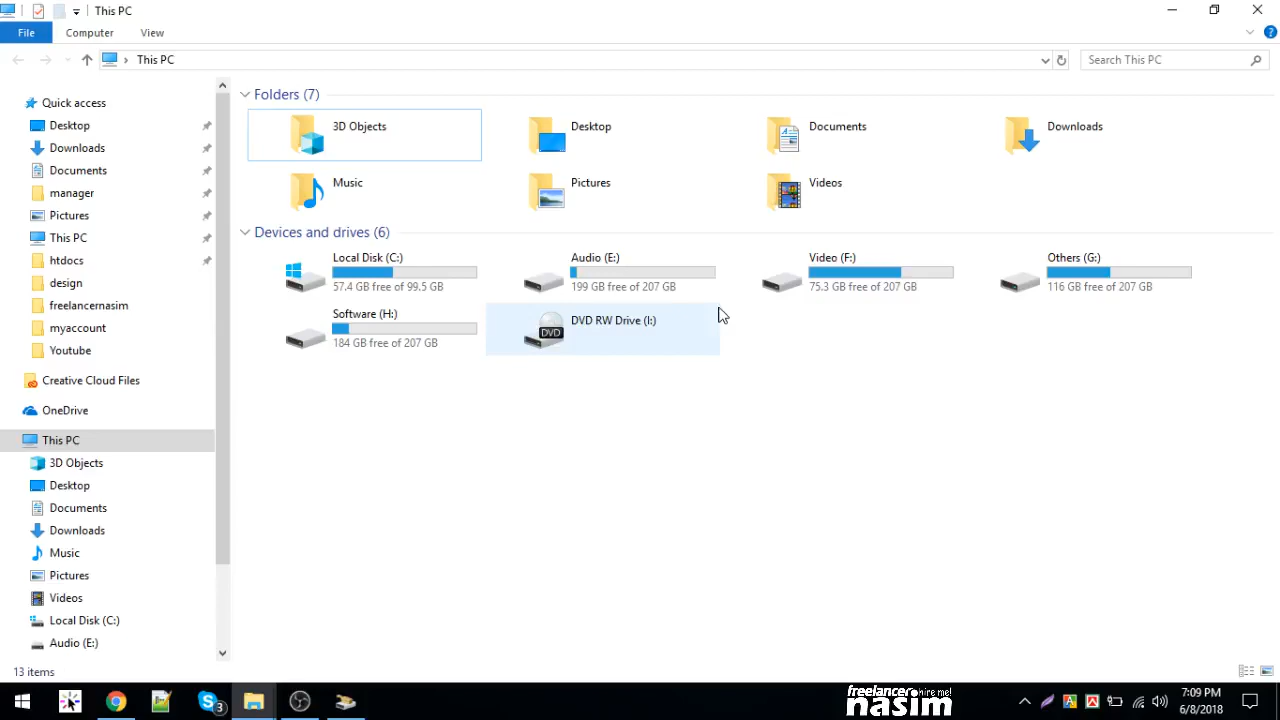 This PC
File
Computer
View
This PC
Search This PC
Quick access
Desktop
Downloads
Documents
manager
Pictures
This PC
htdocs
design
freelancernasim
myaccount
Youtube
Creative Cloud Files
OneDrive
This PC
3D Objects
Desktop
Documents
Downloads
Music
Pictures
Videos
Local Disk (C:)
Audio (E:)
Folders (7)
3D Objects
Desktop
Documents
Downloads
Music
Pictures
Videos
Devices and drives (6)
Local Disk (C:)
57.4 GB free of 99.5 GB
Audio (E:)
199 GB free of 207 GB
Video (F:)
75.3 GB free of 207 GB
Others (G:)
116 GB free of 207 GB
Software (H:)
184 GB free of 207 GB
DVD
DVD RW Drive (I:)
13 items
3
freelancer hire me!
nasim
7:09 PM
6/8/2018